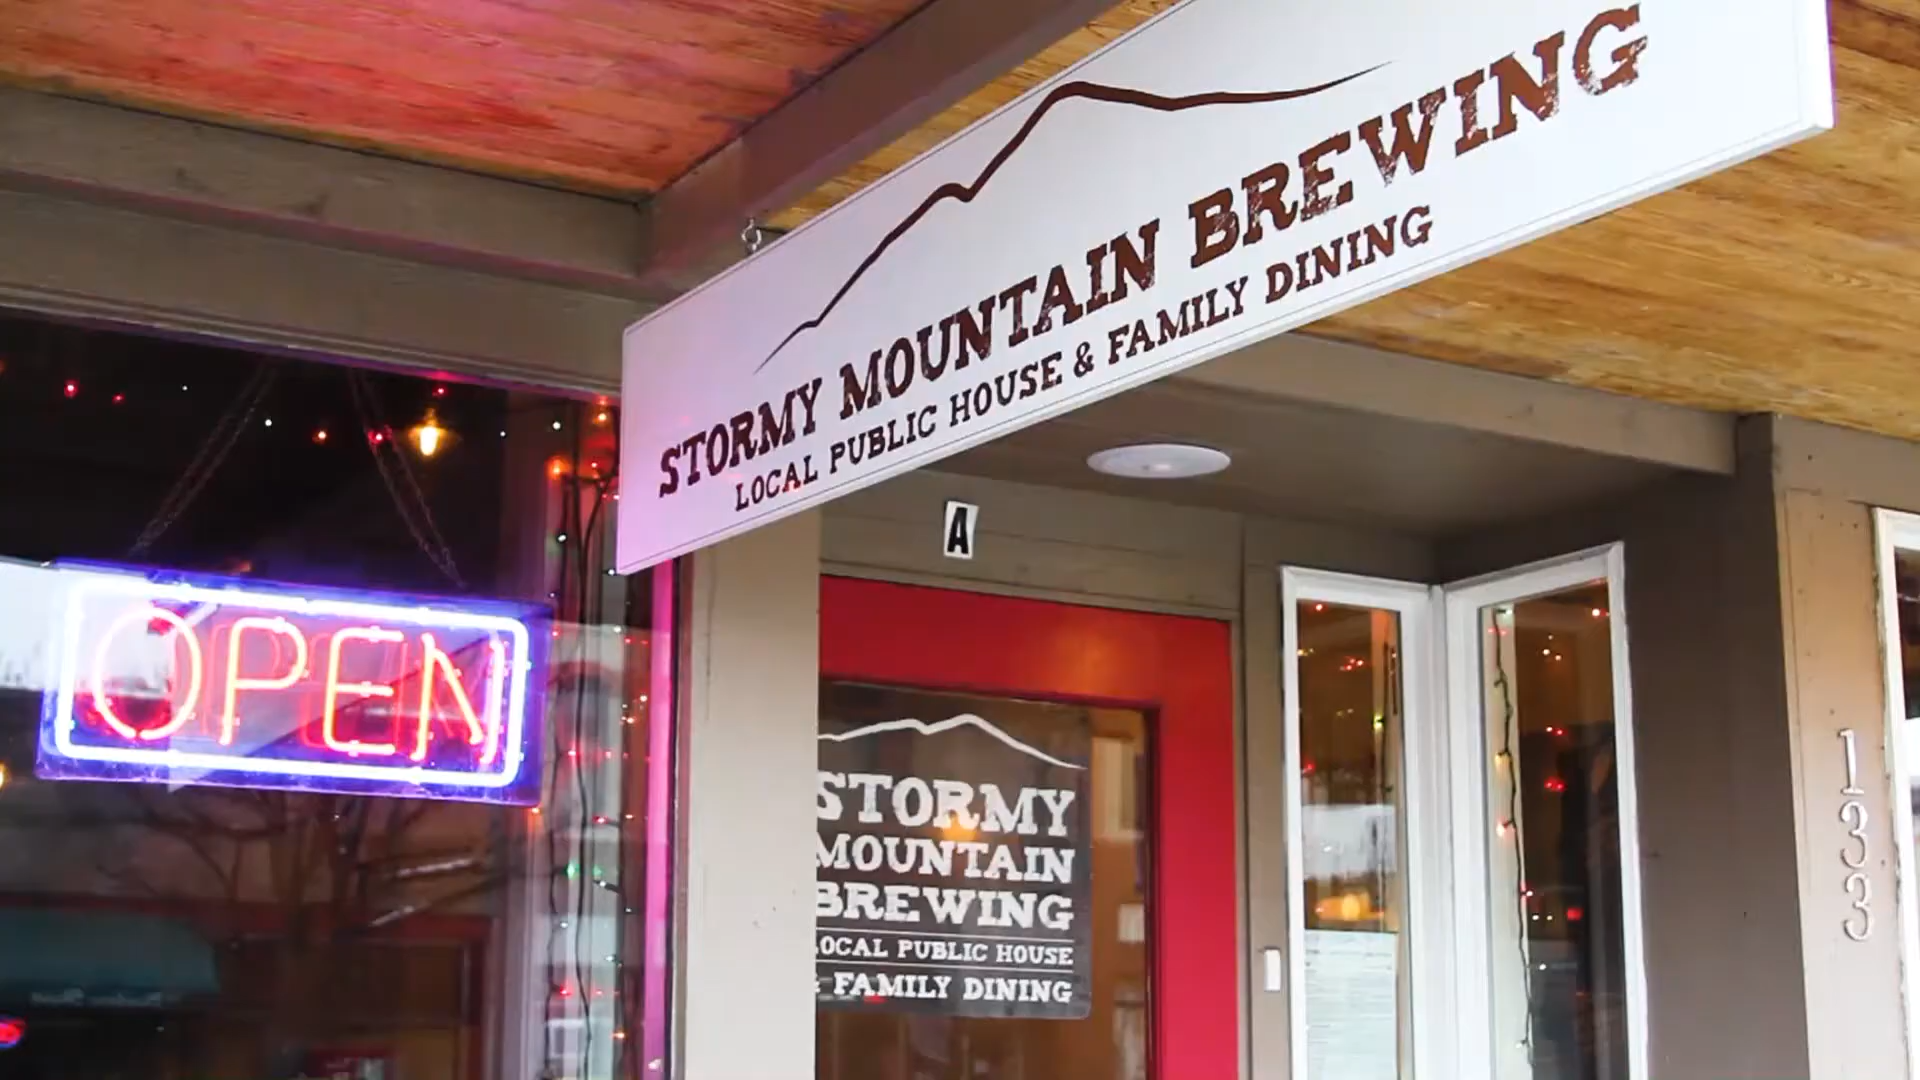 STORMY MOUNTAIN BREWING
LOCAL PUBLIC HOUSE & FAMILY DINING
A
OPEN
STORMY
MOUNTAIN
BREWING
LOCAL PUBLIC HOUSE
& FAMILY DINING
133